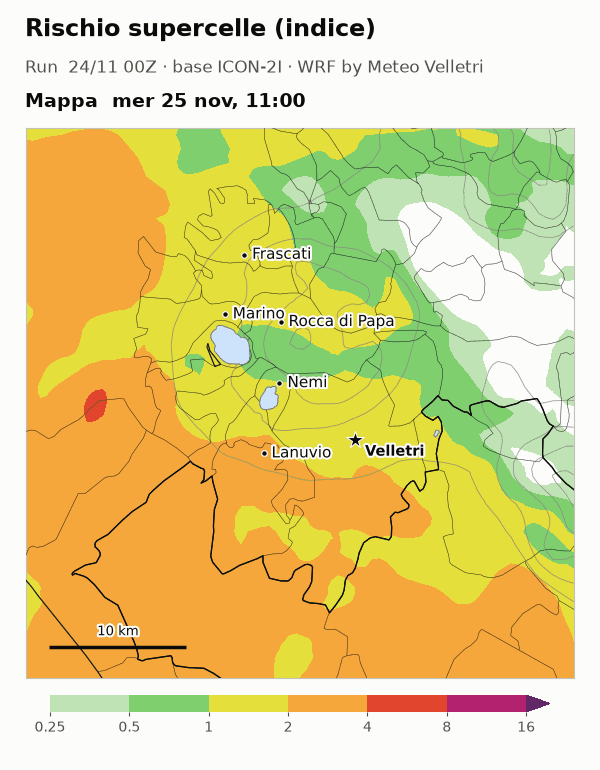 Rischio supercelle (indice)
Run 24/11 00Z · base ICON-2I · WRF by Meteo Velletri
Mappa mer 25 nov, 11:00
Frascati
Marino
Rocca di Papa
Nemi
Velletri
Lanuvio
10 km
0.25 0.5 1 2 4 8 16